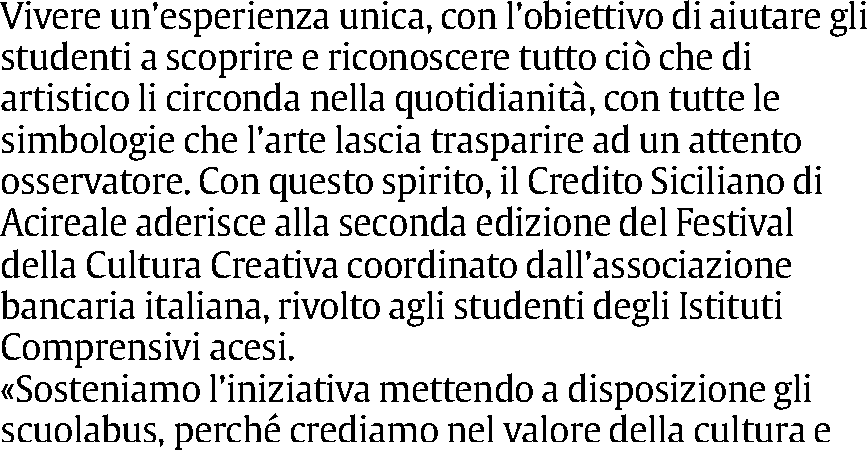 Vivere un’esperienza unica, con l’obiettivo di aiutare gli
studenti a scoprire e riconoscere tutto ciò che di
artistico li circonda nella quotidianità, con tutte le
simbologie che l’arte lascia trasparire ad un attento
osservatore. Con questo spirito, il Credito Siciliano di
Acireale aderisce alla seconda edizione del Festival
della Cultura Creativa coordinato dall’associazione
bancaria italiana, rivolto agli studenti degli Istituti
Comprensivi acesi.
«Sosteniamo l’iniziativa mettendo a disposizione gli
scuolabus, perché crediamo nel valore della cultura e